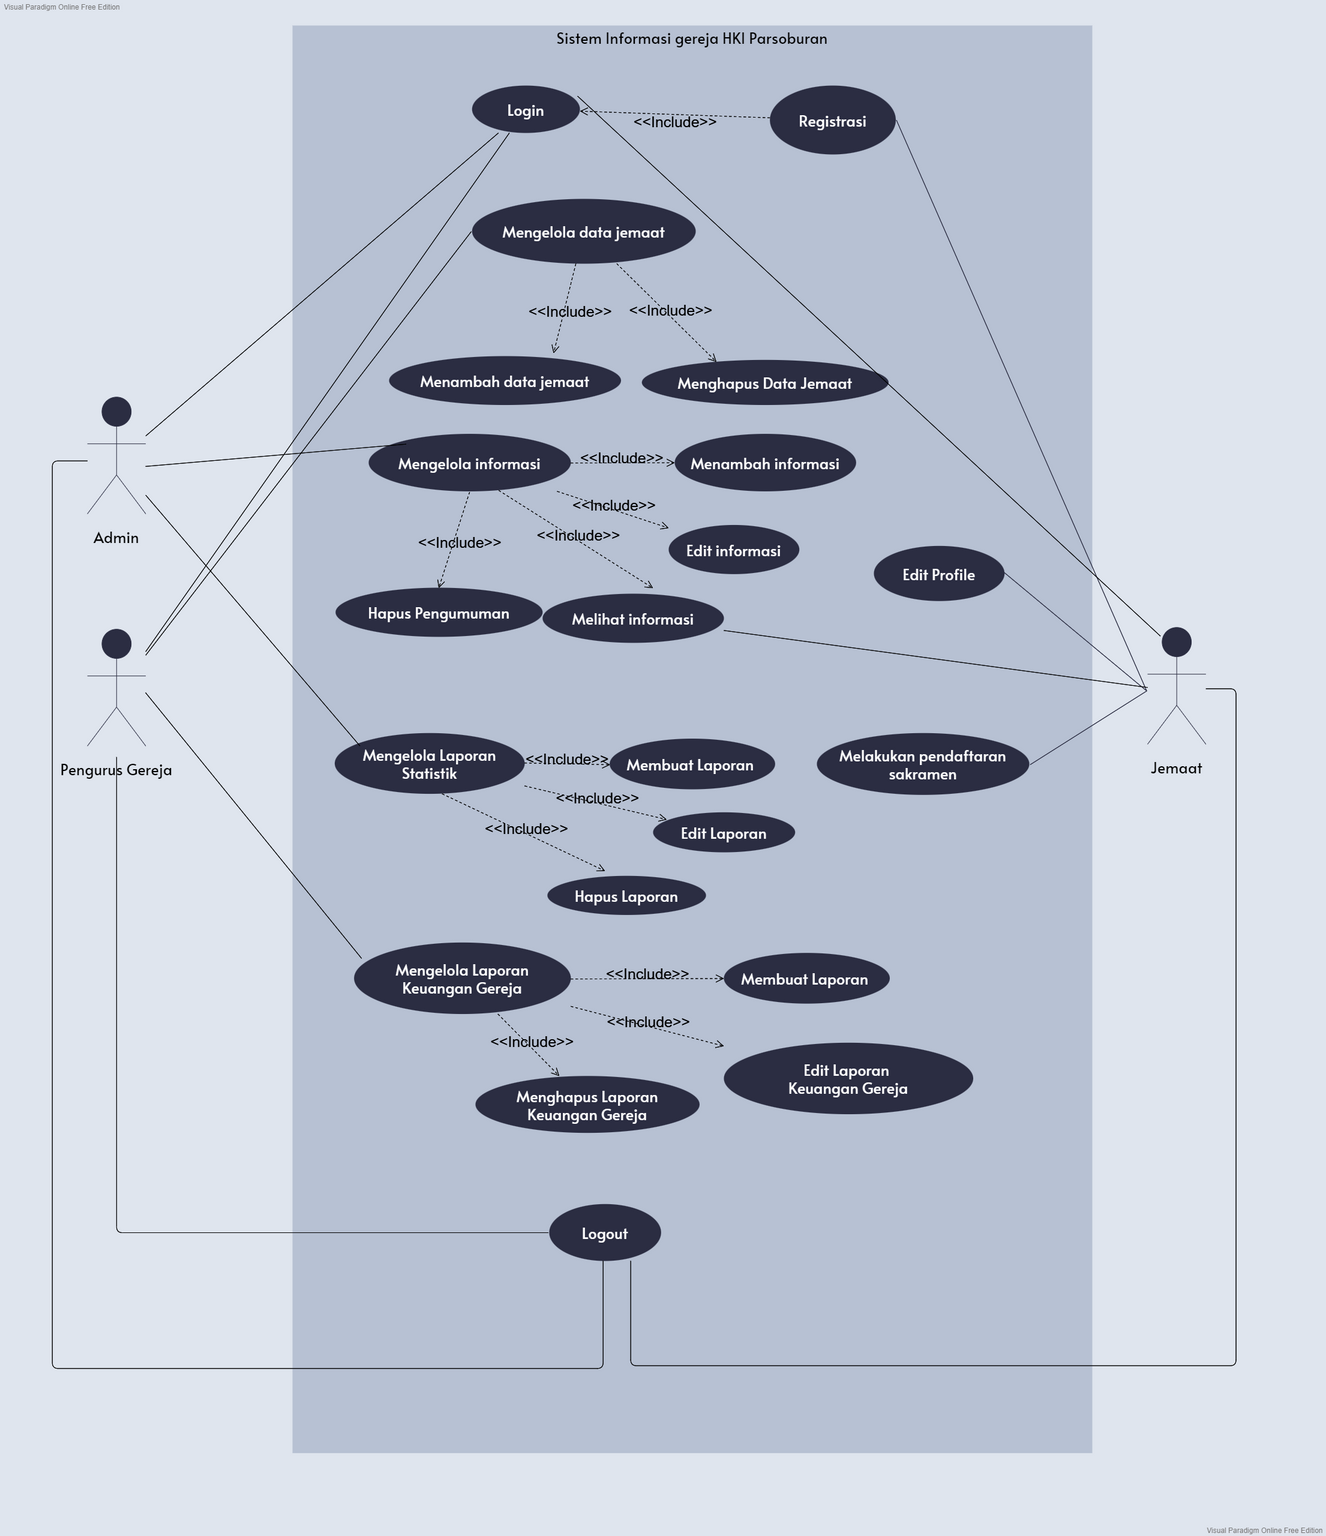 Visual Paradigm Online Free Edition
Sistem Informasi gereja HKI Parsoburan
Login
<<Include>>
Registrasi
Mengelola data jemaat
<<Include>>
<<Include>>
Menambah data jemaat
Menghapus Data Jemaat
Mengelola informasi
<<Include>>
Menambah informasi
<<Include>>
<<Include>>
<<Include>>
Edit informasi
Admin
Edit Profile
Hapus Pengumuman
Melihat informasi
Mengelola Laporan
Statistik
<<Include>>
Membuat Laporan
Melakukan pendaftaran
sakramen
Pengurus Gereja
Jemaat
<<Include>>
<<Include>>
Edit Laporan
Hapus Laporan
Mengelola Laporan
Keuangan Gereja
<<Include>>
Membuat Laporan
<<Include>>
<<Include>>
Edit Laporan
Keuangan Gereja
Menghapus Laporan
Keuangan Gereja
Logout
Visual Paradigm Online Free Edition